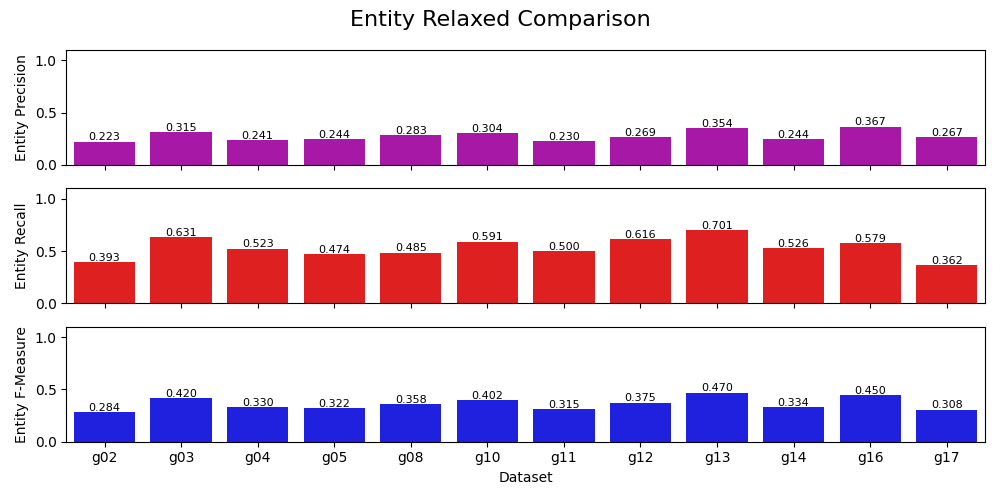 Entity Relaxed Comparison
Entity Precision
1.0
0.5
0.0
0.223 0.315 0.241 0.244 0.283 0.304 0.230 0.269 0.354 0.244 0.367 0.267
Entity Recall
1.0
0.5
0.0
0.393 0.631 0.523 0.474 0.485 0.591 0.500 0.616 0.701 0.526 0.579 0.362
Entity F-Measure
1.0
0.5
0.0
0.284 0.420 0.330 0.322 0.358 0.402 0.315 0.375 0.470 0.334 0.450 0.308
g02 g03 g04 g05 g08 g10 g11 g12 g13 g14 g16 g17
Dataset